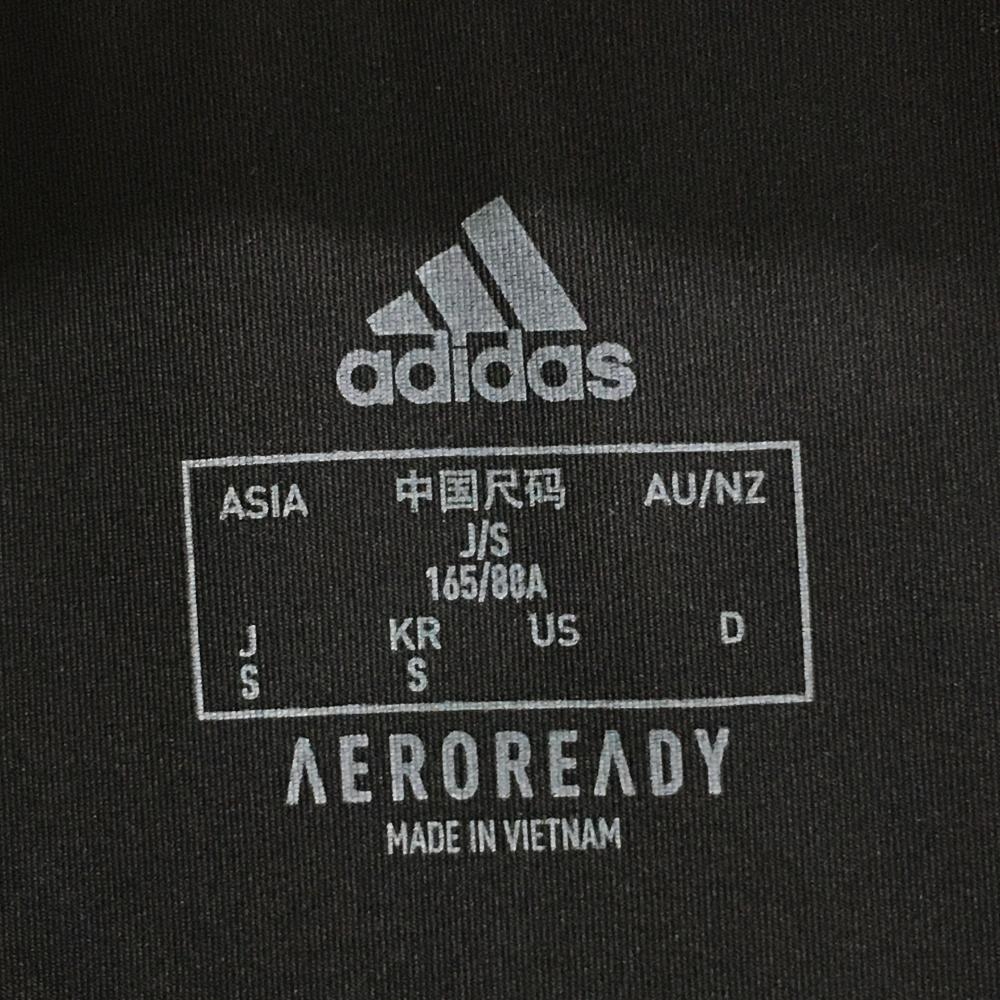 adidas
ASIA 中国尺码 AU/NZ
J/S
165/88A
J KR US D
S S
AEROREADY
MADE IN VIETNAM